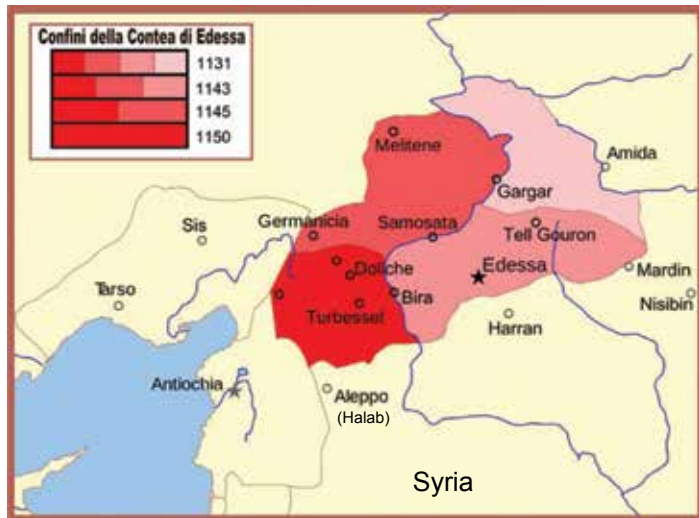 Confini della Contea di Edessa
1131
1143
1145
1150
Melitene
Amida
Gargar
Sis
Germanicia
Samosata
Tell Gouron
Doliche
Edessa
Mardin
Tarso
Bira
Nisibin
Turbessel
Harran
Antiochia
Aleppo
(Halab)
Syria